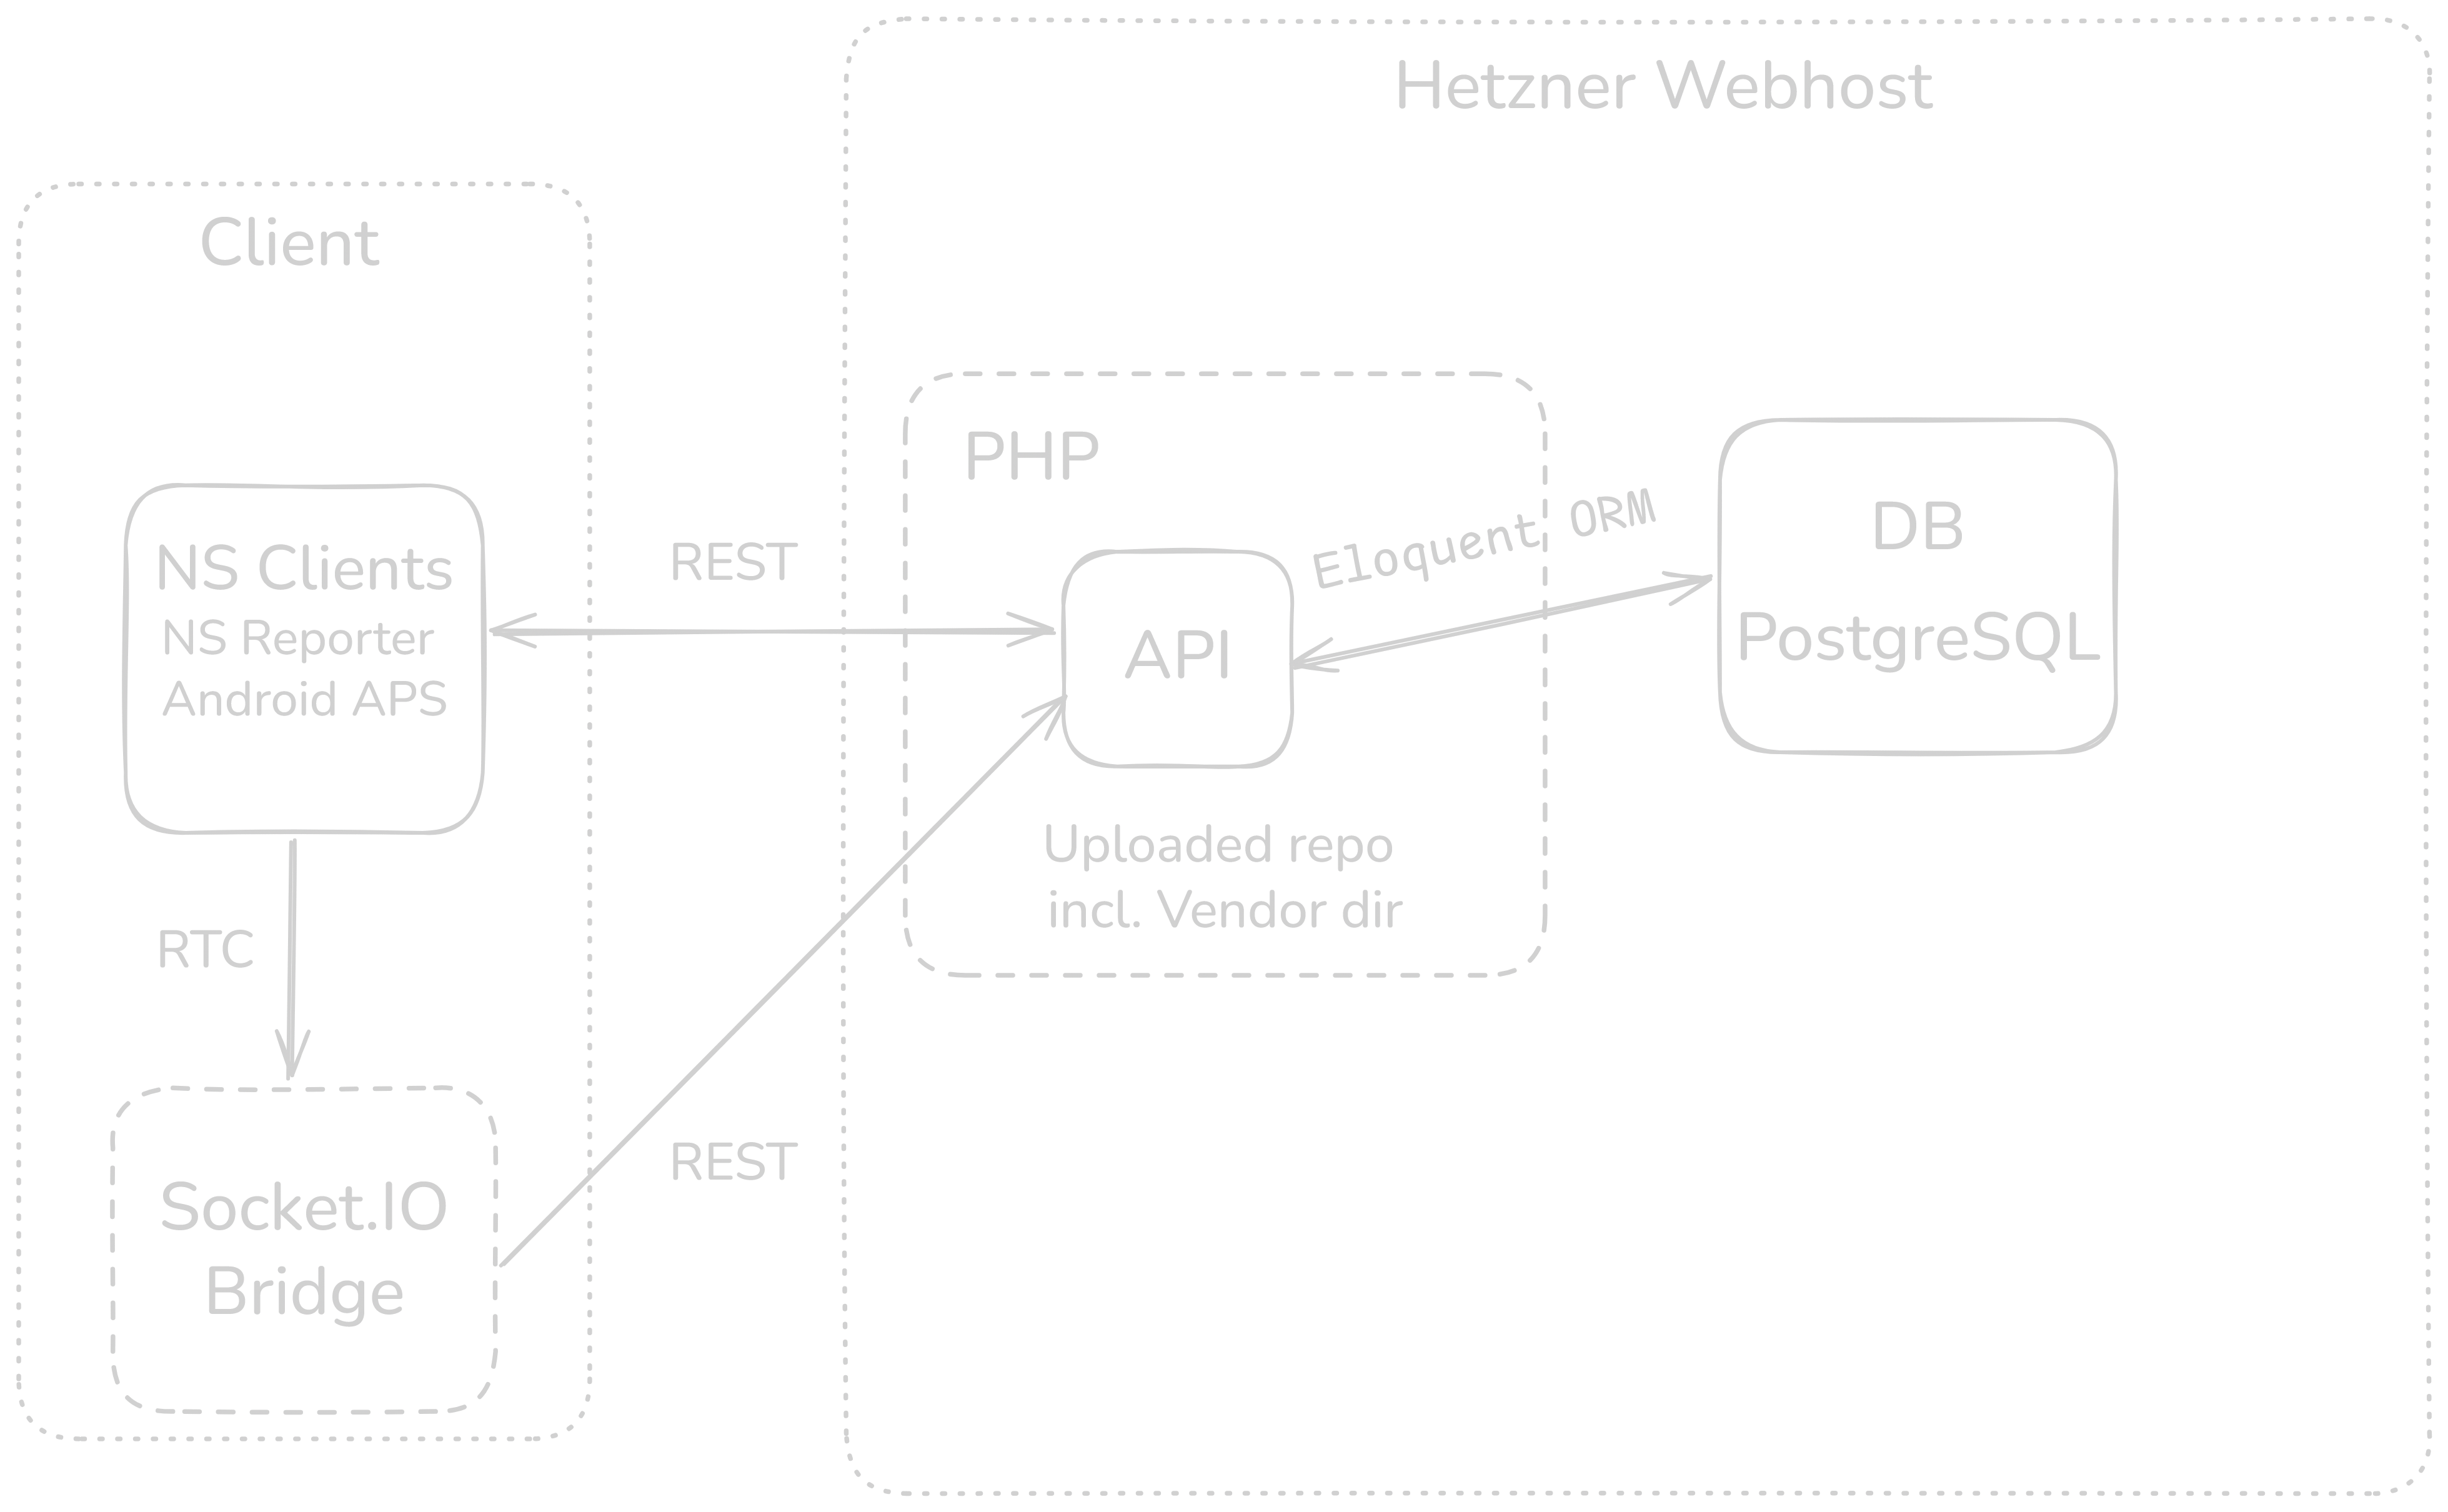 Hetzner Webhost
Client
PHP
NS Clients
NS Reporter
Android APS
REST
API
Eloquent ORM
DB
PostgreSQL
Uploaded repo
incl. Vendor dir
RTC
REST
Socket.IO
Bridge